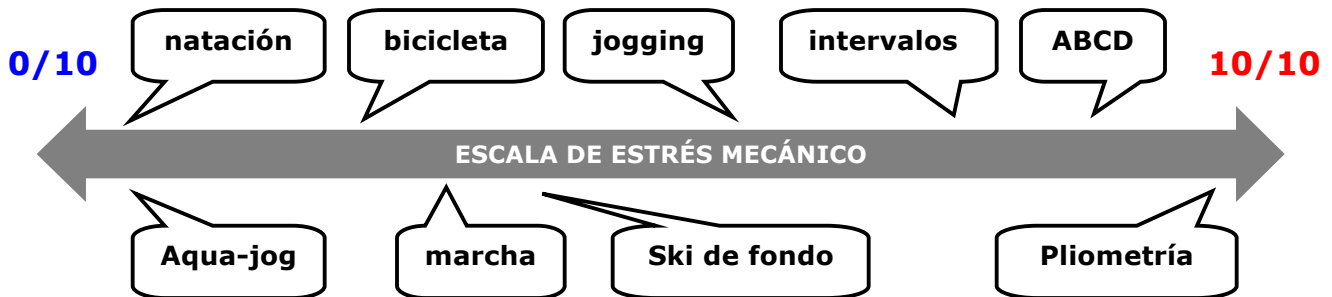 natación
bicicleta
jogging
intervalos
ABCD
0/10
10/10
ESCALA DE ESTRÉS MECÁNICO
Aqua-jog
marcha
Ski de fondo
Pliometría